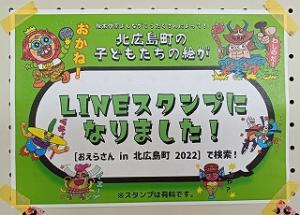 北広島町の
子どもたちの絵が
LINEスタンプに
なりました！
[おえらさん in 北広島町 2022]で検索！
※スタンプは有料です。
おかね！